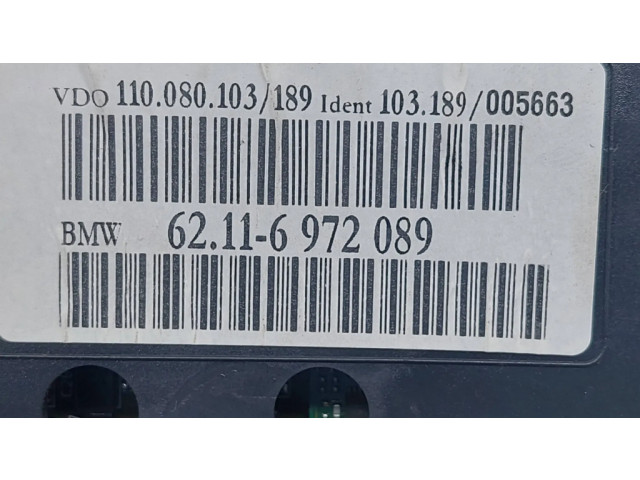 VDO 110.080.103/189 Ident 103.189/005663
BMW 62.11-6 972 089